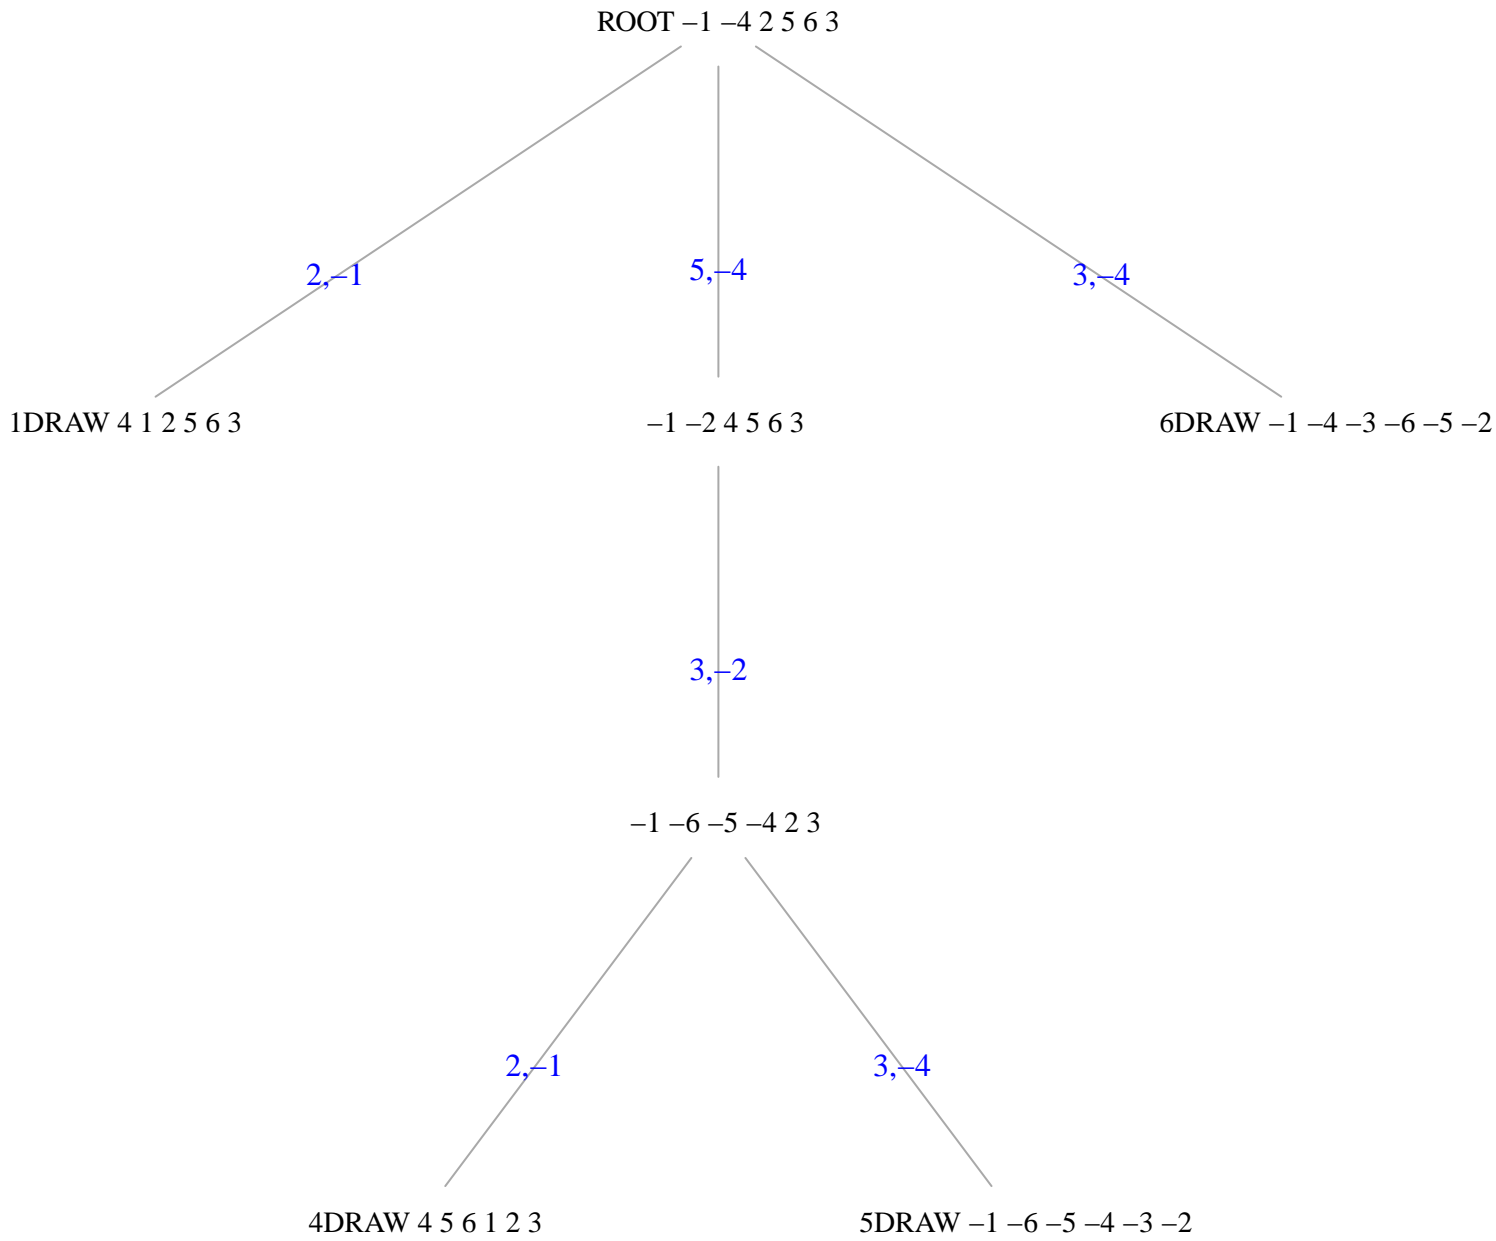 ROOT –1 –4 2 5 6 3
2,–1
5,–4
3,–4
1DRAW 4 1 2 5 6 3
–1 –2 4 5 6 3
6DRAW –1 –4 –3 –6 –5 –2
3,–2
–1 –6 –5 –4 2 3
2,–1
3,–4
4DRAW 4 5 6 1 2 3
5DRAW –1 –6 –5 –4 –3 –2